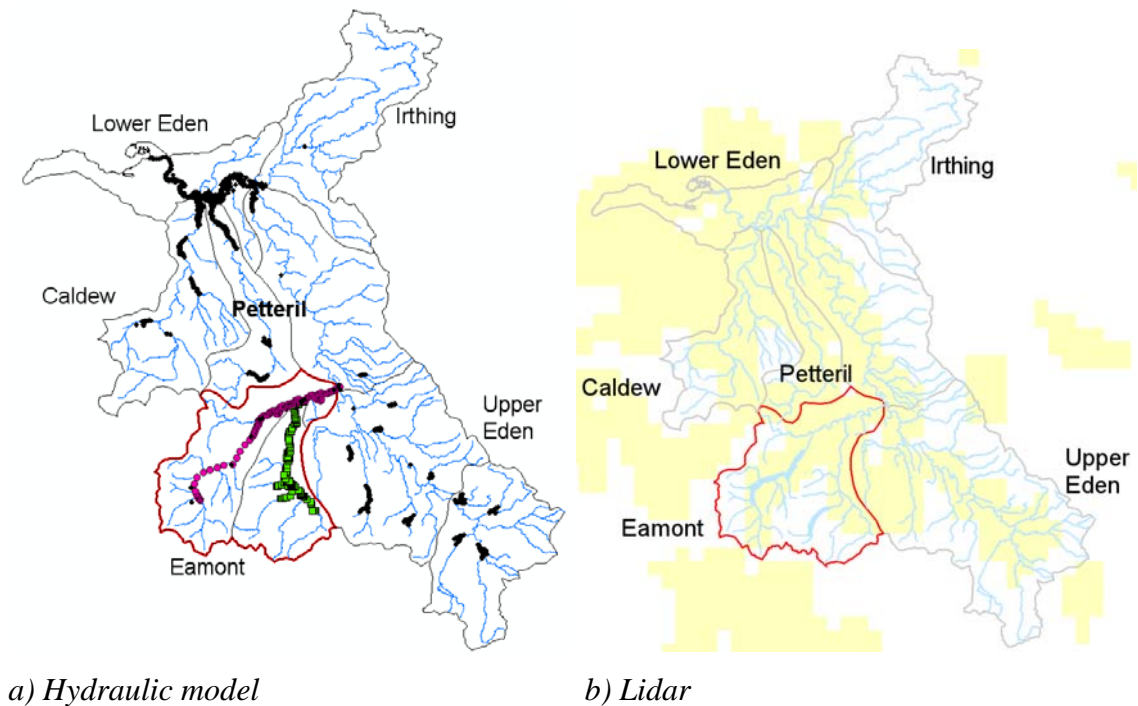 Irthing
Lower Eden
Caldew
Petteril
Upper
Eden
Eamont
Lower Eden
Irthing
Petteril
Caldew
Upper
Eden
Eamont
a) Hydraulic model
b) Lidar